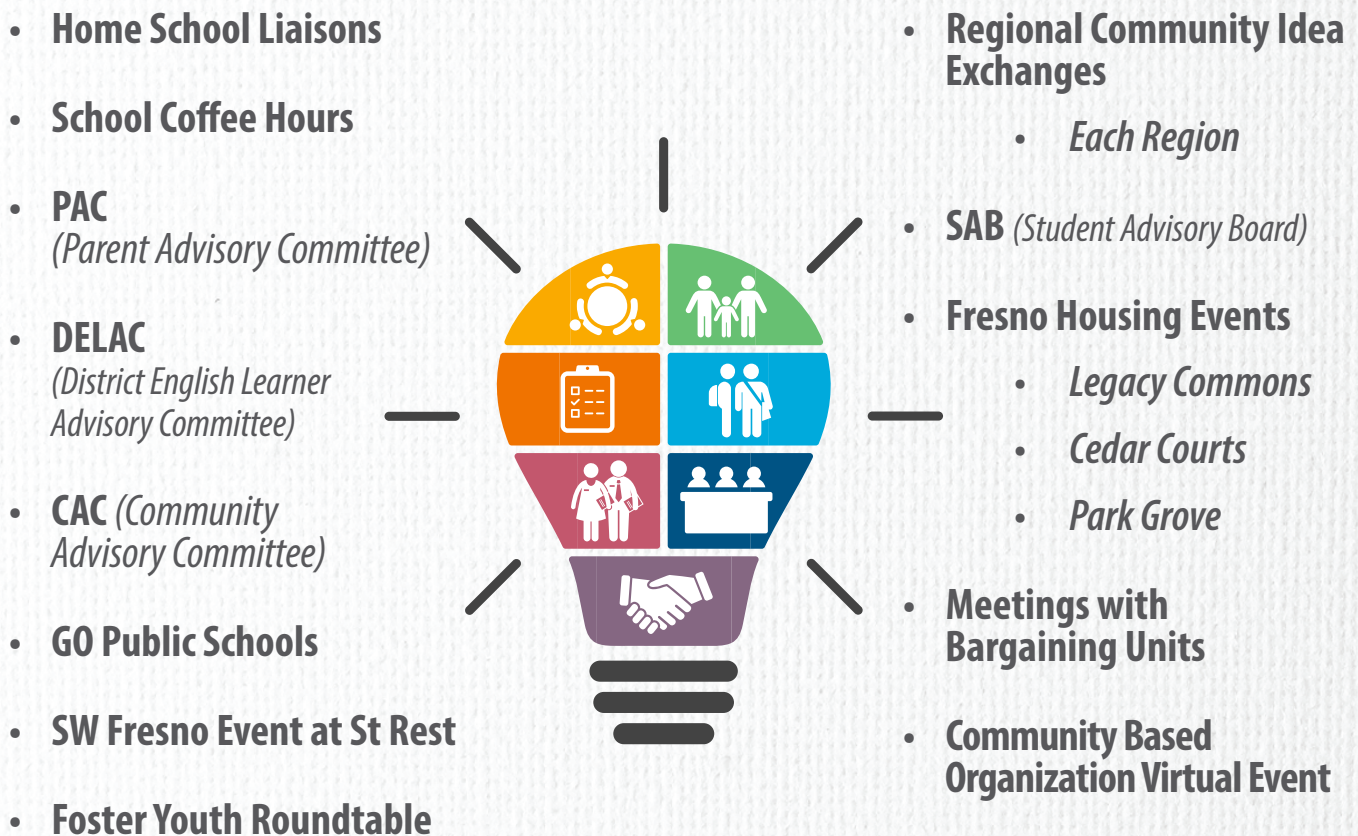 • Home School Liaisons
• School Coffee Hours
• PAC
(Parent Advisory Committee)
• DELAC
(District English Learner
Advisory Committee)
• CAC (Community
Advisory Committee)
• GO Public Schools
• SW Fresno Event at St Rest
• Foster Youth Roundtable
• Regional Community Idea
Exchanges
• Each Region
• SAB (Student Advisory Board)
• Fresno Housing Events
• Legacy Commons
• Cedar Courts
• Park Grove
• Meetings with
Bargaining Units
• Community Based
Organization Virtual Event